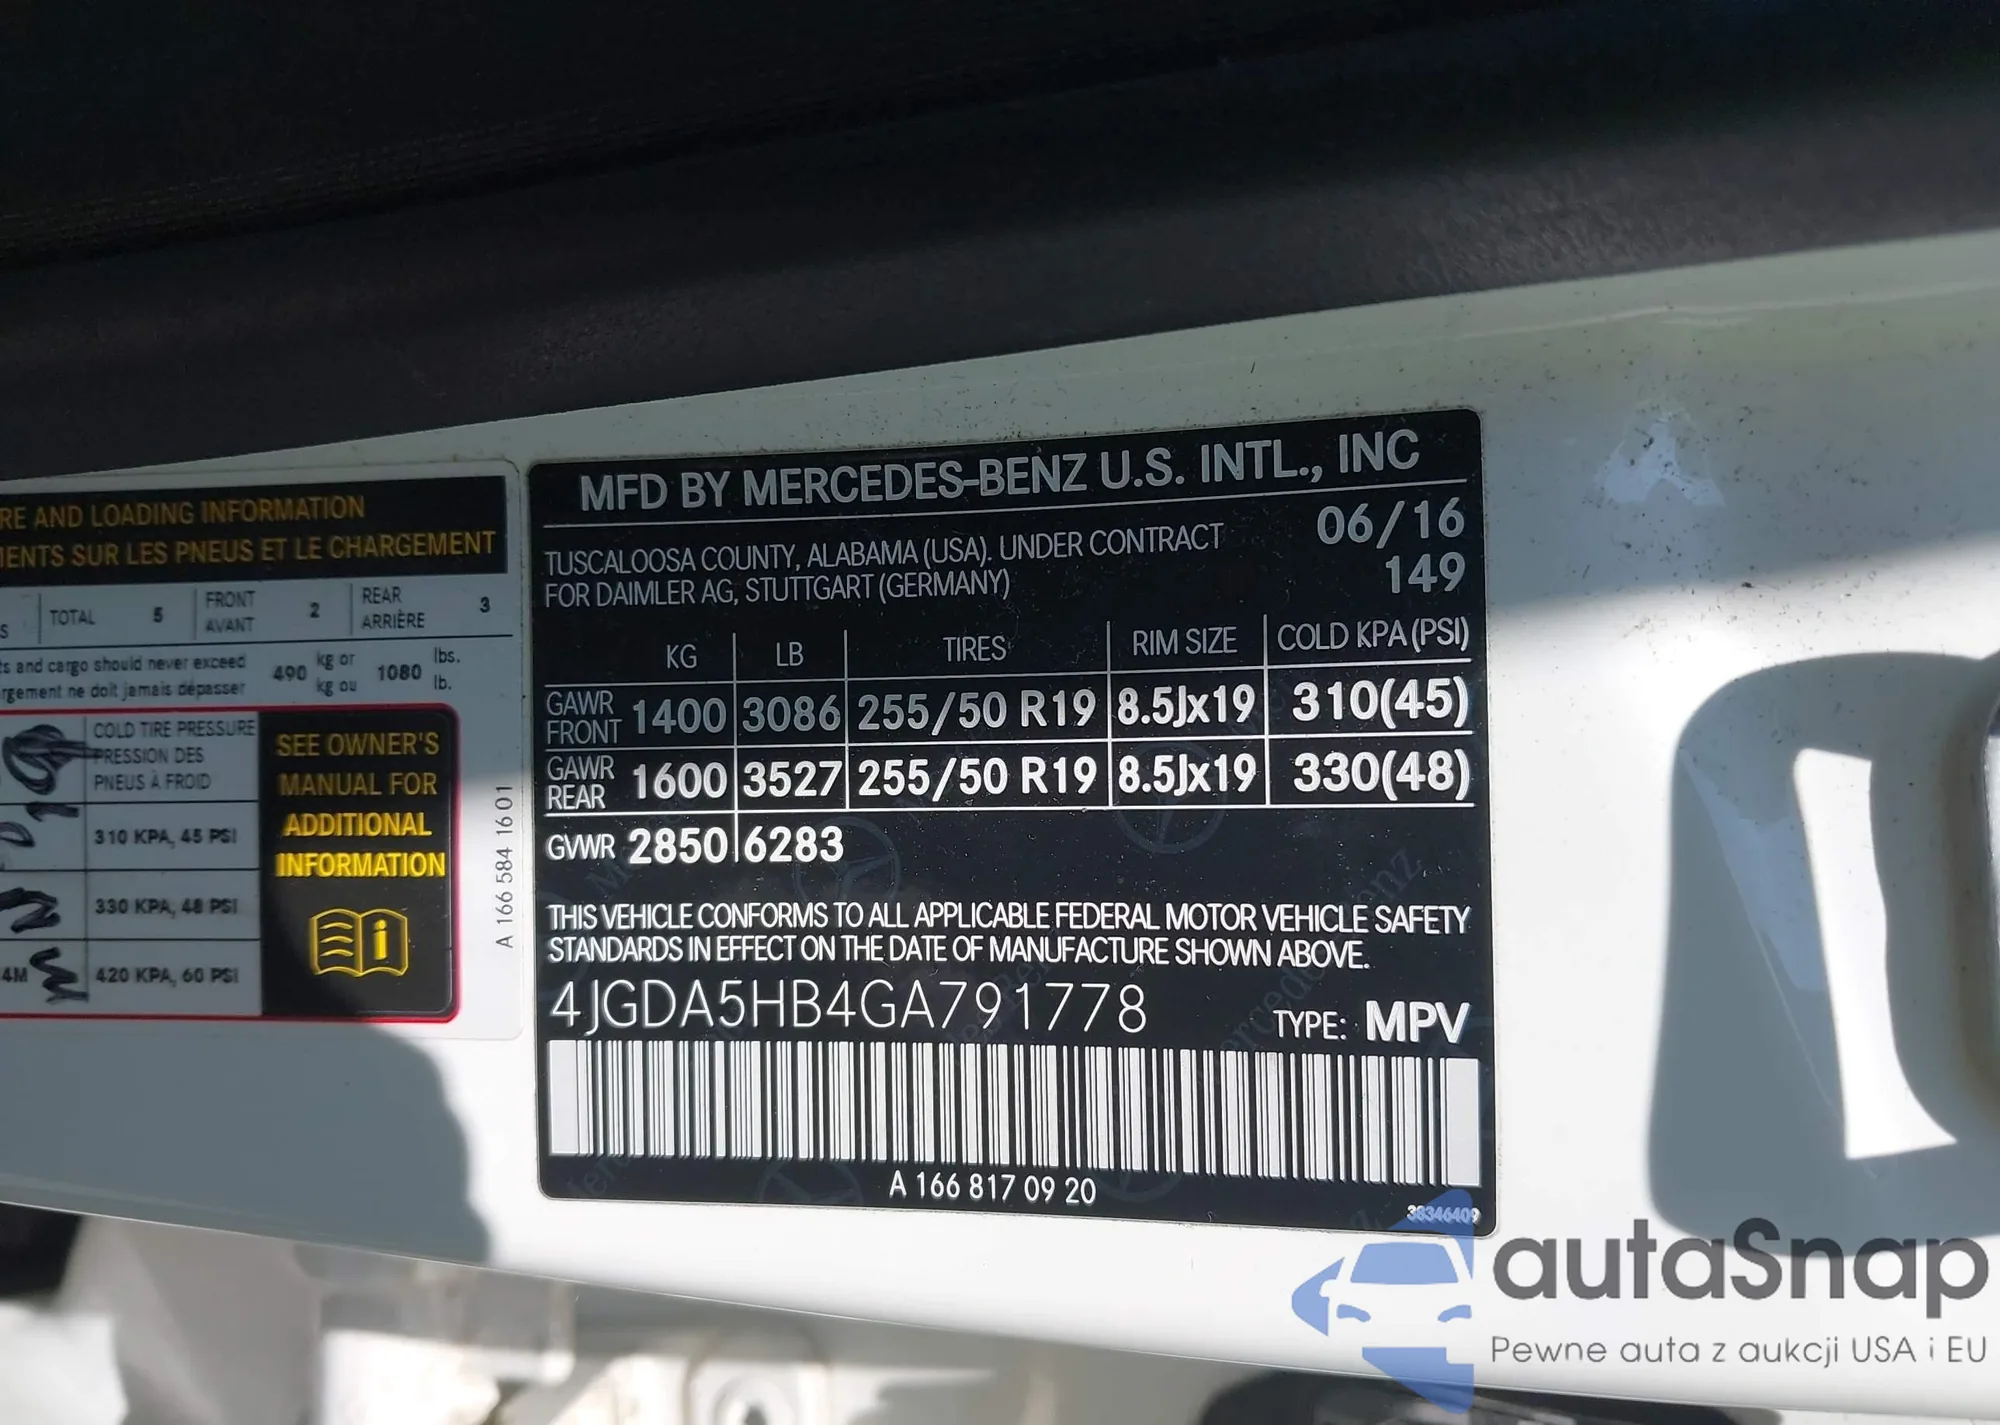 RE AND LOADING INFORMATION
MENTS SUR LES PNEUS ET LE CHARGEMENT
TOTAL 5 FRONT AVANT 2 REAR ARRIÈRE 3
and cargo should never exceed 490 kg or 1080 lbs.
ne doit jamais dépasser kg ou lb.
COLD TIRE PRESSURE
PRESSION DES
PNEUS À FROID
310 KPA, 45 PSI
330 KPA, 48 PSI
4M 420 KPA, 60 PSI
SEE OWNER'S
MANUAL FOR
ADDITIONAL
INFORMATION
A 166 584 1601
MFD BY MERCEDES-BENZ U.S. INTL., INC
TUSCALOOSA COUNTY, ALABAMA (USA). UNDER CONTRACT 06/16
FOR DAIMLER AG, STUTTGART (GERMANY) 149
KG LB TIRES RIM SIZE COLD KPA (PSI)
GAWR FRONT 1400 3086 255/50 R19 8.5Jx19 310(45)
GAWR REAR 1600 3527 255/50 R19 8.5Jx19 330(48)
GVWR 2850 6283
THIS VEHICLE CONFORMS TO ALL APPLICABLE FEDERAL MOTOR VEHICLE SAFETY
STANDARDS IN EFFECT ON THE DATE OF MANUFACTURE SHOWN ABOVE.
4JGDA5HB4GA791778 TYPE: MPV
A 166 817 09 20
38346409
autaSnap
Pewne auta z aukcji USA i EU